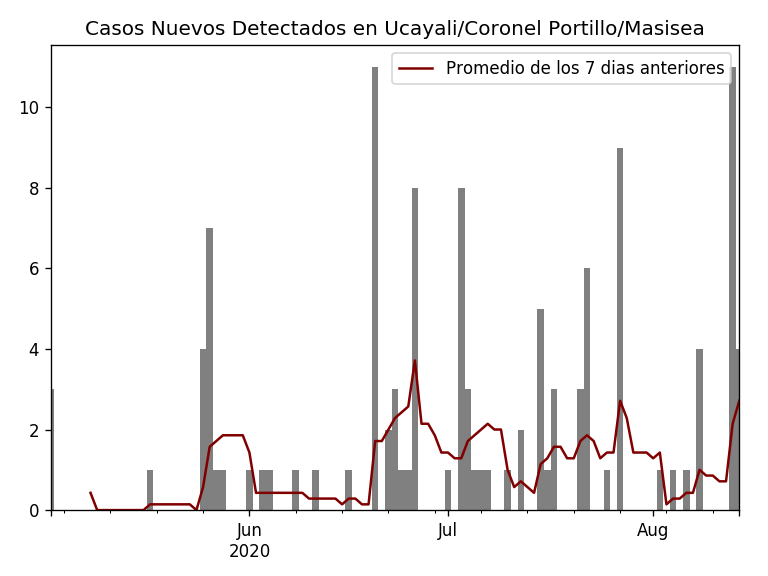 Casos Nuevos Detectados en Ucayali/Coronel Portillo/Masisea
Promedio de los 7 dias anteriores
10
8
6
4
2
0
Jun
2020
Jul
Aug